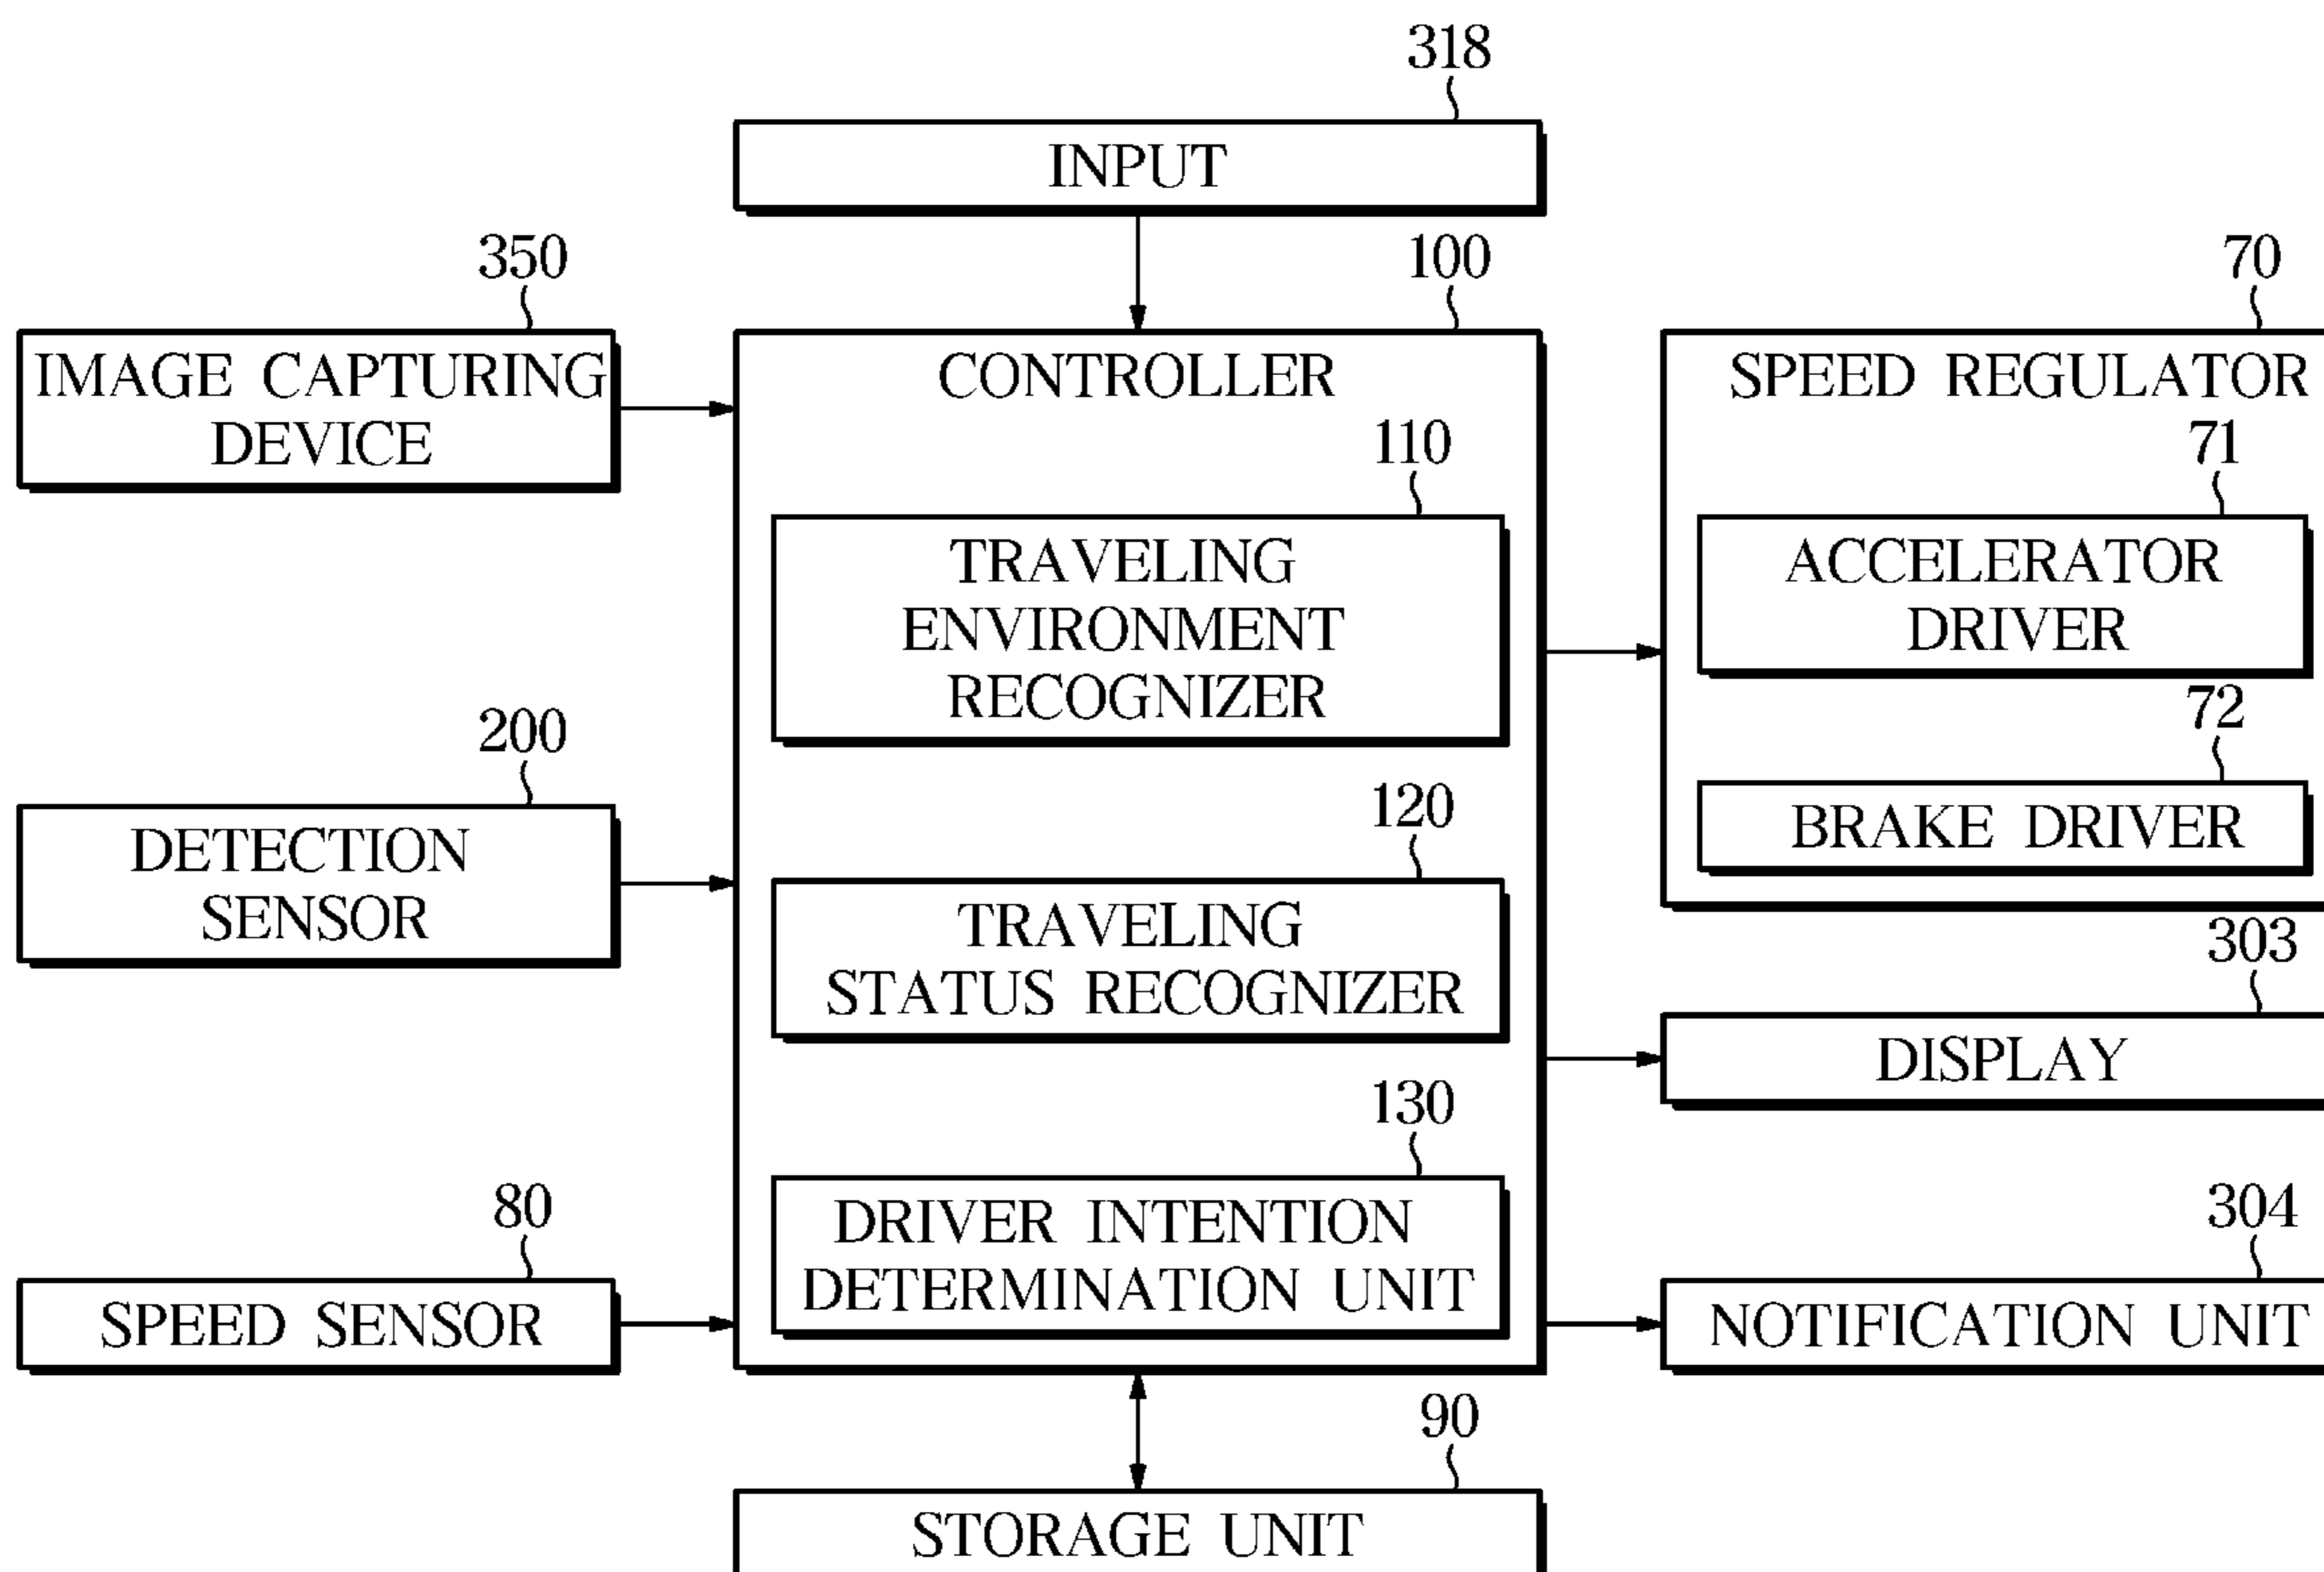 318
INPUT
350
100
70
IMAGE CAPTURING
DEVICE
CONTROLLER
SPEED REGULATOR
110
71
TRAVELING
ENVIRONMENT
RECOGNIZER
ACCELERATOR
DRIVER
200
72
DETECTION
SENSOR
120
BRAKE DRIVER
TRAVELING
STATUS RECOGNIZER
303
DISPLAY
130
80
304
SPEED SENSOR
DRIVER INTENTION
DETERMINATION UNIT
NOTIFICATION UNIT
90
STORAGE UNIT